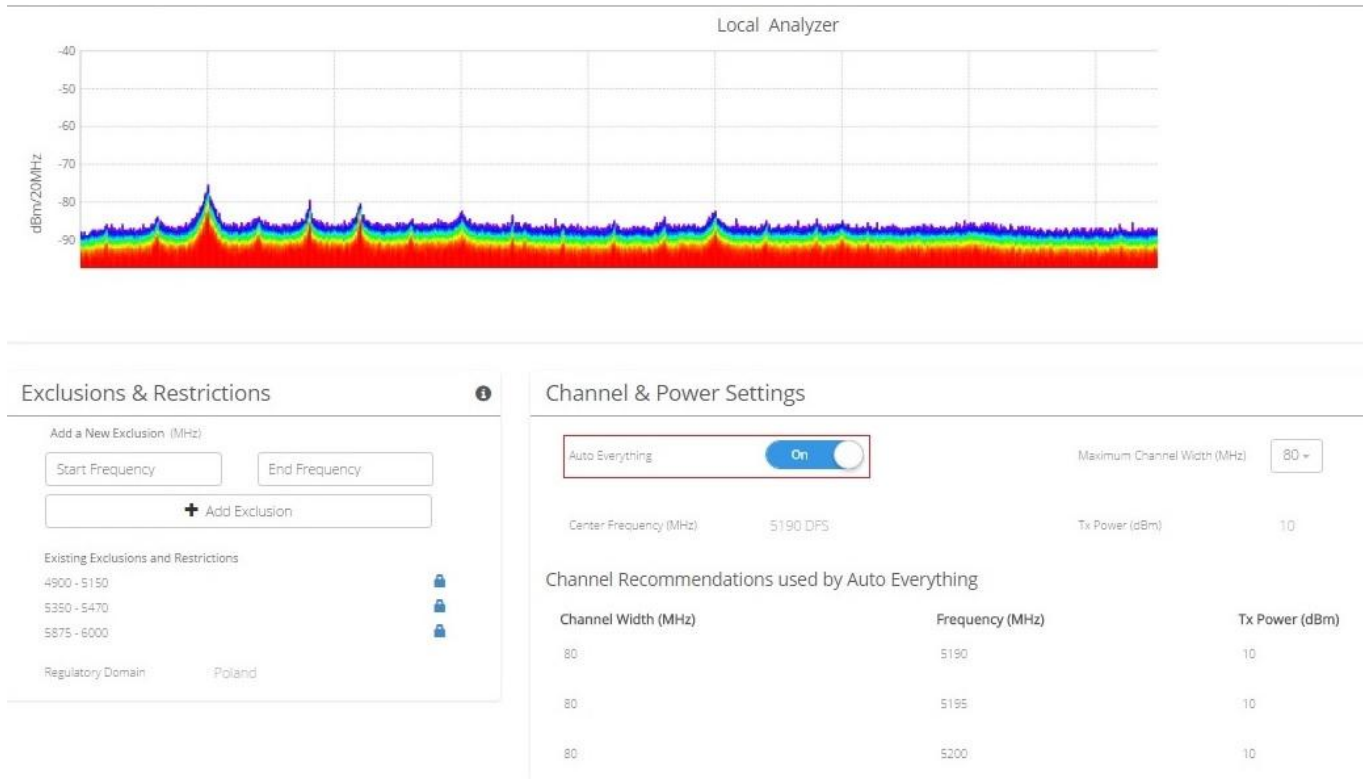 Local Analyzer
-40
-50
-60
-70
-80
-90
dBm/20MHz
Exclusions & Restrictions
Add a New Exclusion (MHz)
Start Frequency
End Frequency
Add Exclusion
Existing Exclusions and Restrictions
4900 - 5150
5350 - 5470
5875 - 6000
Regulatory Domain Poland
Channel & Power Settings
Auto Everything On
Maximum Channel Width (MHz) 80
Center Frequency (MHz) 5190 DFS
Tx Power (dBm) 10
Channel Recommendations used by Auto Everything
Channel Width (MHz) Frequency (MHz) Tx Power (dBm)
80 5190 10
80 5195 10
80 5200 10